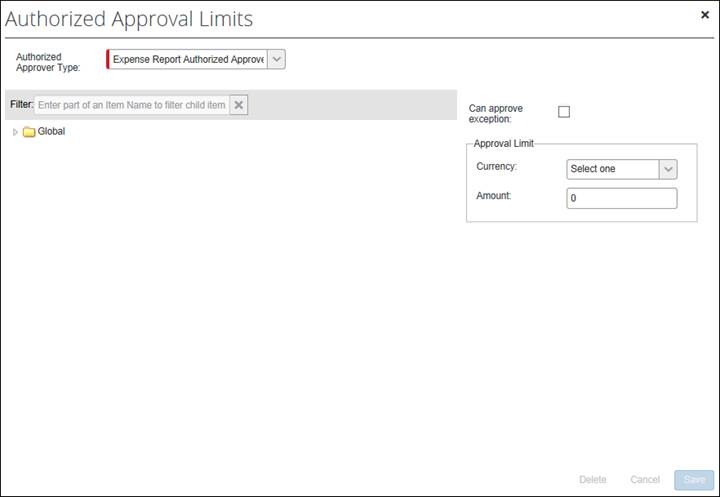 Authorized Approval Limits
Authorized
Approver Type:
Expense Report Authorized Approve
Filter: Enter part of an Item Name to filter child item
Global
Can approve
exception:
Approval Limit
Currency:
Select one
Amount:
0
Delete
Cancel
Save